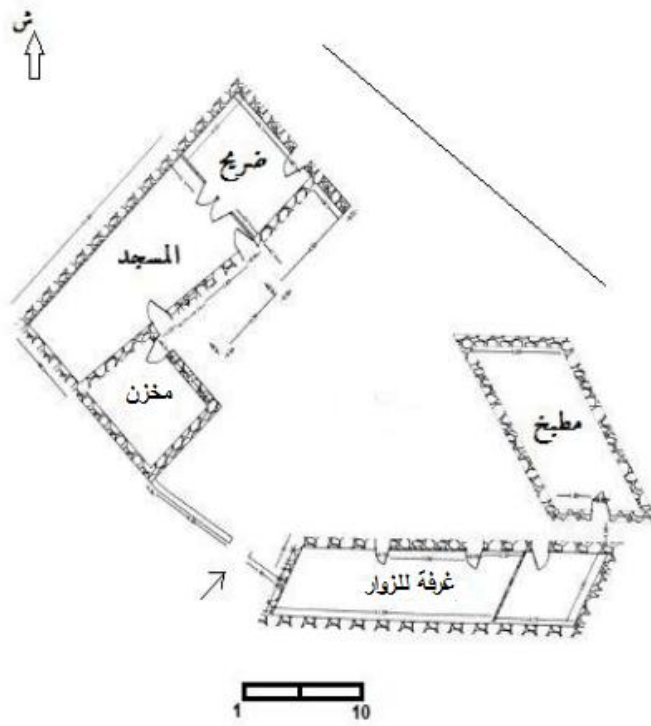 ش
ضريح
المسجد
مخزن
مطبخ
غرفة للزوار
1 10